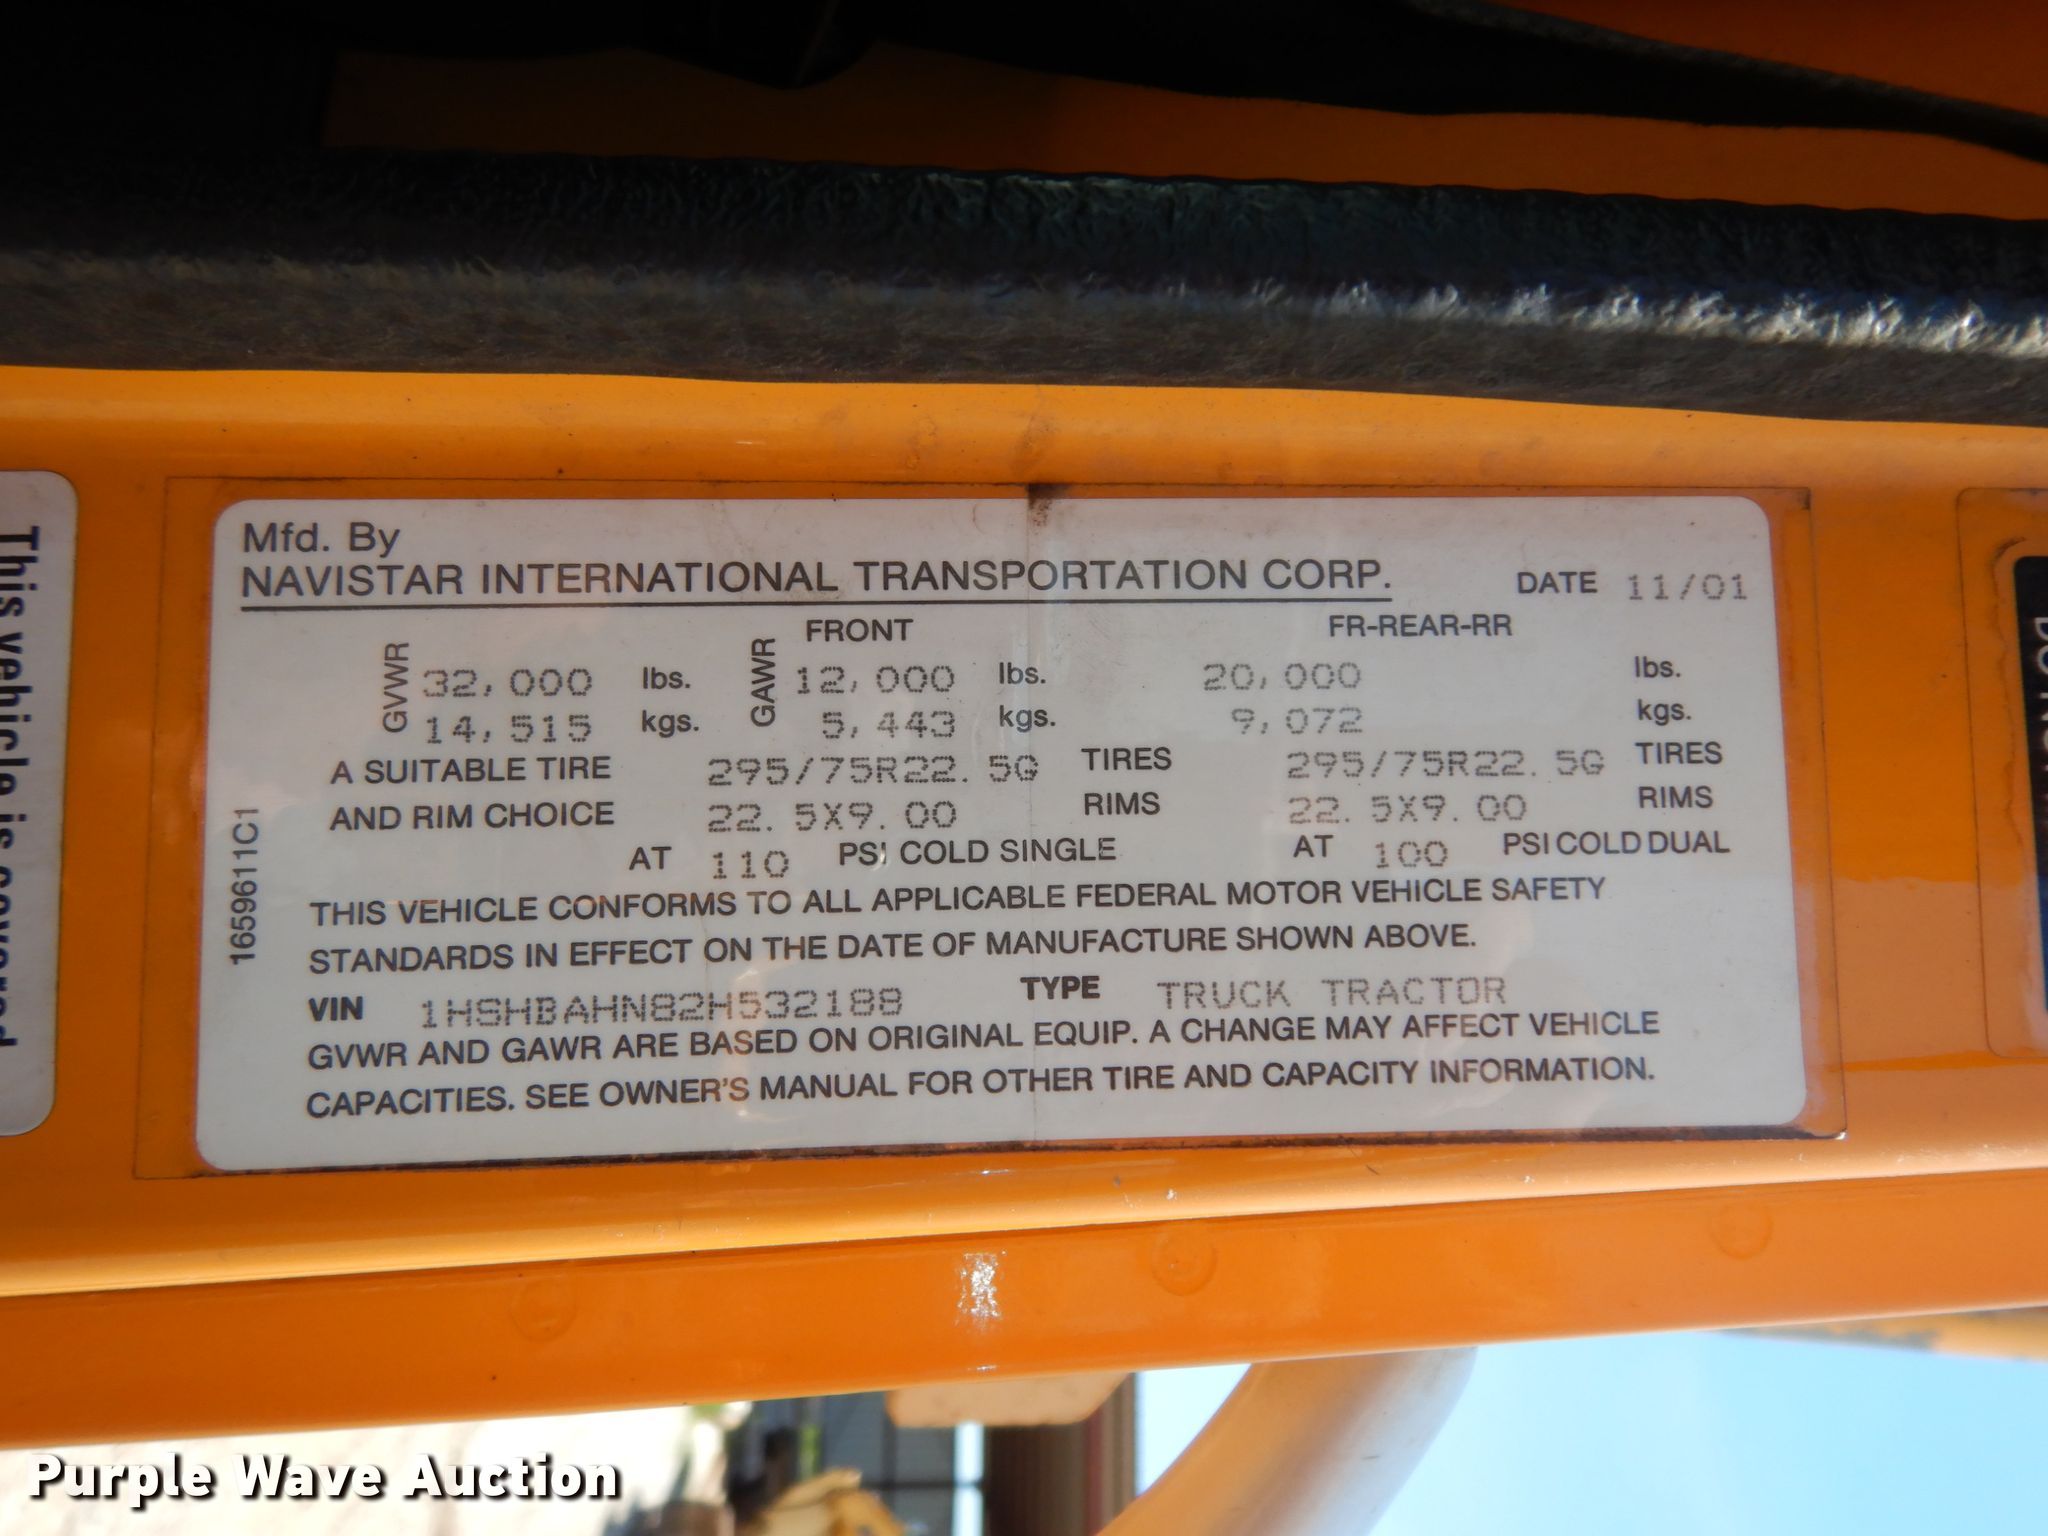 Mfd. By
NAVISTAR INTERNATIONAL TRANSPORTATION CORP. DATE 11/01
FRONT FR-REAR-RR
GVWR 32,000 lbs. GAWR 12,000 lbs. 20,000 lbs.
14,515 kgs. 5,443 kgs. 9,072 kgs.
A SUITABLE TIRE 295/75R22.5G TIRES 295/75R22.5G TIRES
AND RIM CHOICE 22.5X9.00 RIMS 22.5X9.00 RIMS
AT 110 PSI COLD SINGLE AT 100 PSI COLD DUAL
THIS VEHICLE CONFORMS TO ALL APPLICABLE FEDERAL MOTOR VEHICLE SAFETY
STANDARDS IN EFFECT ON THE DATE OF MANUFACTURE SHOWN ABOVE.
VIN 1HSHBAHN82H532188 TYPE TRUCK TRACTOR
GVWR AND GAWR ARE BASED ON ORIGINAL EQUIP. A CHANGE MAY AFFECT VEHICLE
CAPACITIES. SEE OWNER'S MANUAL FOR OTHER TIRE AND CAPACITY INFORMATION.
1659611C1
This vehicle is covered
Purple Wave Auction